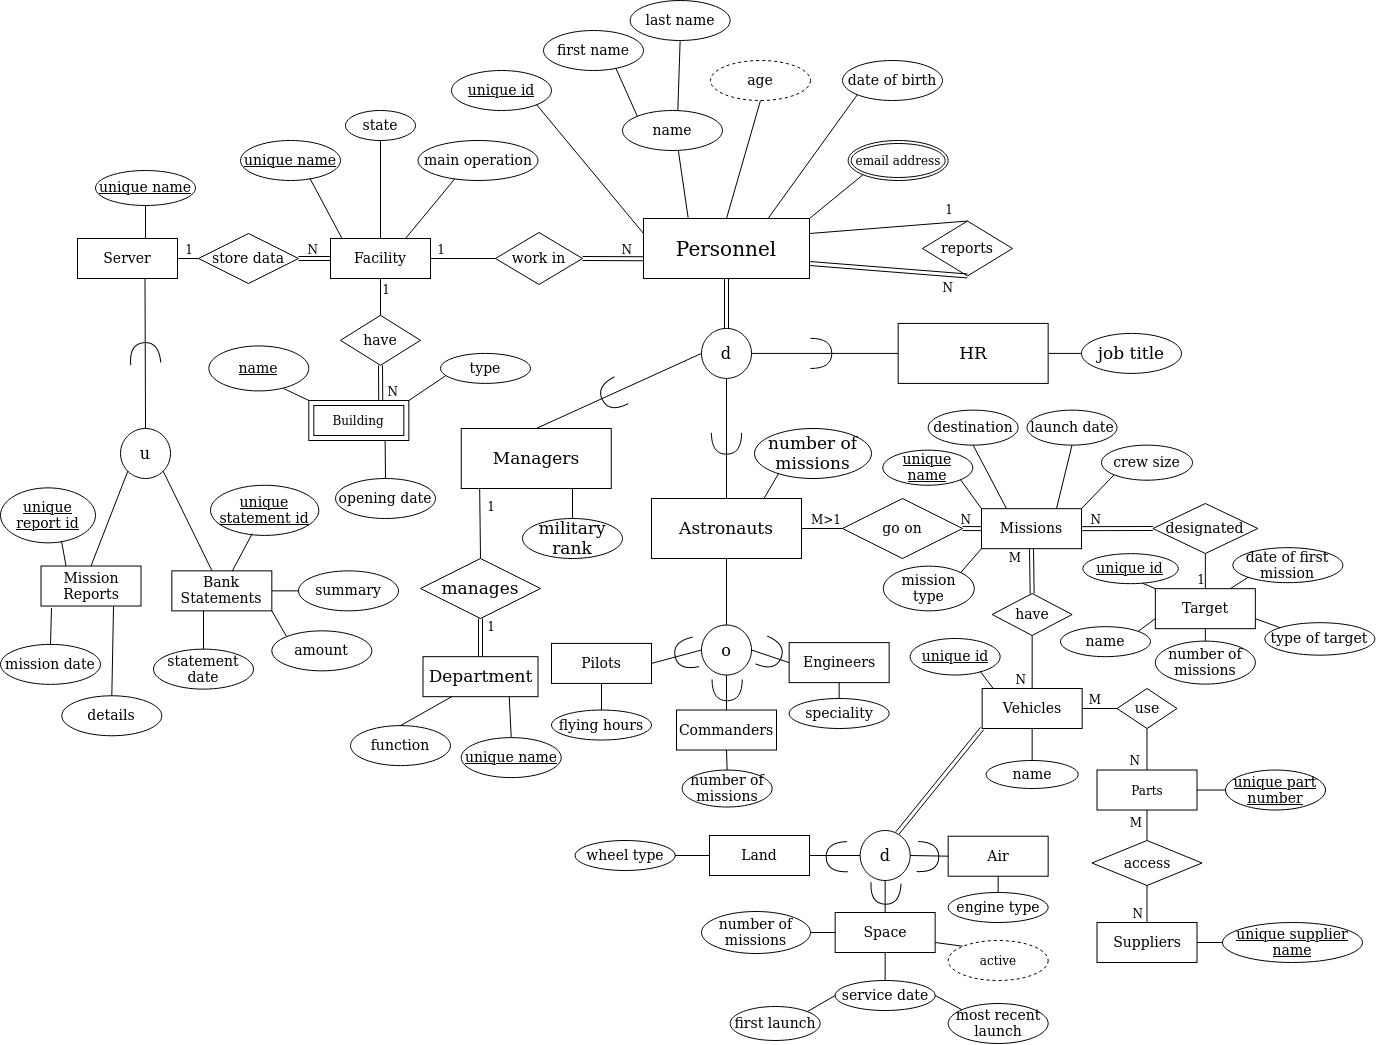 last name
first name
unique id
age
date of birth
name
state
unique name
main operation
email address
unique name
1
Server
1
store data
N
Facility
1
work in
N
Personnel
reports
N
1
have
N
d
HR
job title
name
type
Building
Managers
number of
missions
destination
launch date
unique
name
crew size
u
opening date
1
military
rank
Astronauts
M>1
go on
N
Missions
N
designated
unique
report id
unique
statement id
M
mission
type
unique id
date of first
mission
1
Mission
Reports
Bank
Statements
summary
manages
1
have
Target
name
number of
missions
type of target
mission date
statement
date
amount
Department
Pilots
o
Engineers
unique id
N
Vehicles
M
use
details
function
unique name
flying hours
Commanders
speciality
number of
missions
name
N
Parts
unique part
number
M
wheel type
Land
d
Air
access
engine type
N
number of
missions
Space
active
Suppliers
unique supplier
name
service date
first launch
most recent
launch